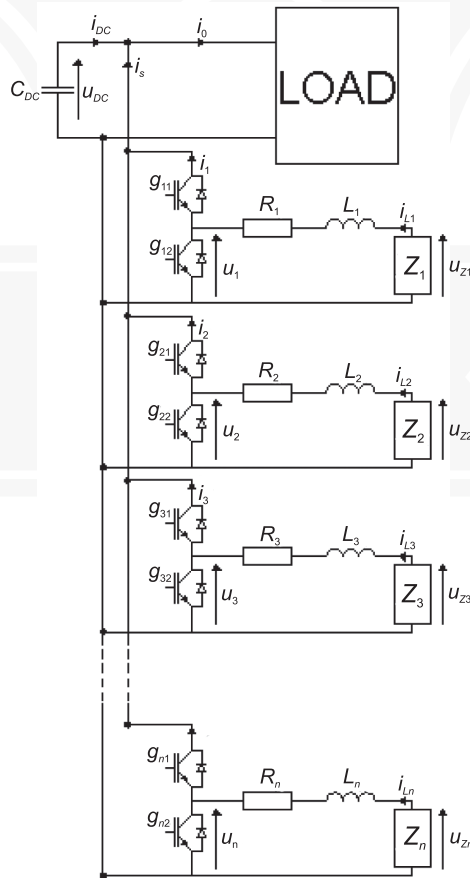 i_DC
i_0
C_DC
u_DC
i_s
LOAD
i_1
g_11
R_1
L_1
i_L1
g_12
u_1
Z_1
u_Z1
i_2
g_21
R_2
L_2
i_L2
g_22
u_2
Z_2
u_Z2
i_3
g_31
R_3
L_3
i_L3
g_32
u_3
Z_3
u_Z3
g_n1
R_n
L_n
i_Ln
g_n2
u_n
Z_n
u_Zn